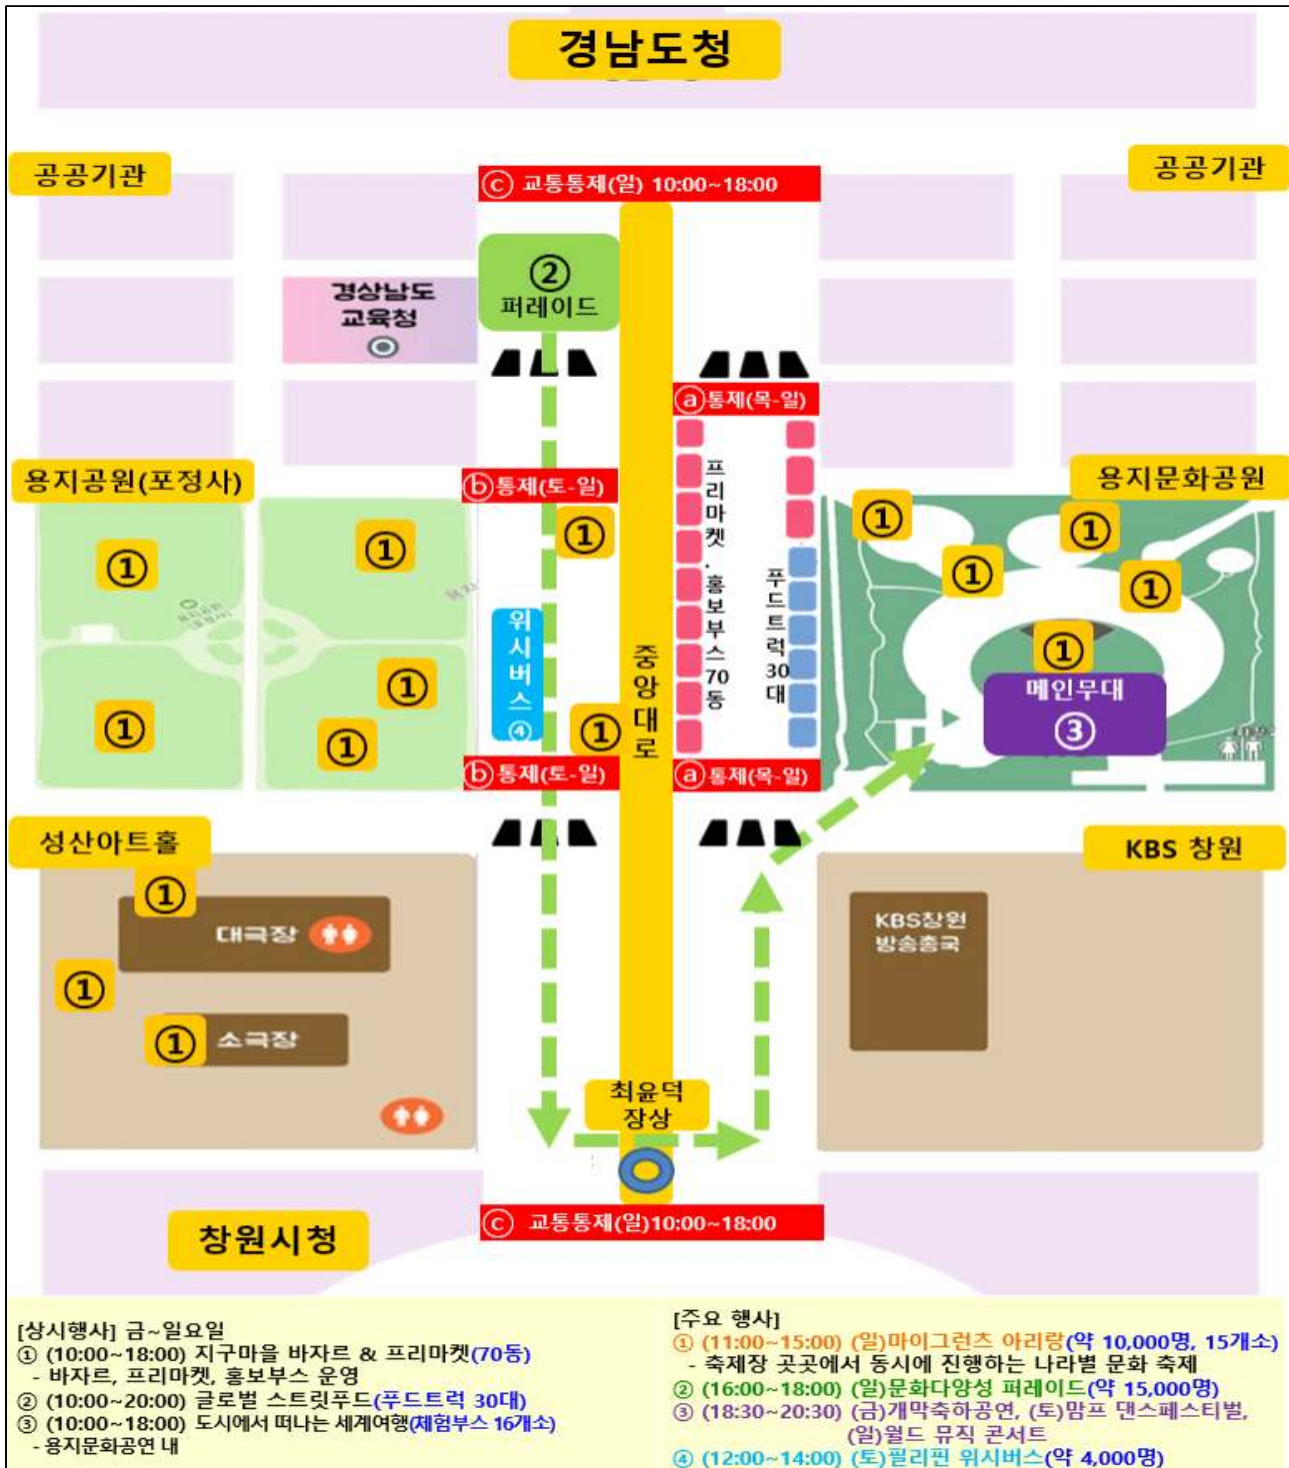 경남도청
공공기관
공공기관
ⓒ 교통통제(일) 10:00~18:00
②
퍼레이드
경상남도
교육청
ⓐ통제(목-일)
용지공원(포정사)
ⓑ통제(토-일)
용지문화공원
①
①
①
①
①
①
①
프리마켓.홍보부스70동
푸드트럭30대
위시버스④
중앙대로
①
①
①
①
①
①
메인무대
③
ⓑ통제(토-일)
ⓐ통제(목-일)
성산아트홀
KBS 창원
①
대극장
KBS창원
방송총국
①
①
소극장
최윤덕
장상
ⓒ 교통통제(일)10:00~18:00
창원시청
[상시행사] 금~일요일
① (10:00~18:00) 지구마을 바자르 & 프리마켓(70동)
- 바자르, 프리마켓, 홍보부스 운영
② (10:00~20:00) 글로벌 스트릿푸드(푸드트럭 30대)
③ (10:00~18:00) 도시에서 떠나는 세계여행(체험부스 16개소)
- 용지문화공연 내
[주요 행사]
① (11:00~15:00) (일)마이그런츠 아리랑(약 10,000명, 15개소)
- 축제장 곳곳에서 동시에 진행하는 나라별 문화 축제
② (16:00~18:00) (일)문화다양성 퍼레이드(약 15,000명)
③ (18:30~20:30) (금)개막축하공연, (토)맘프 댄스페스티벌,
(일)월드 뮤직 콘서트
④ (12:00~14:00) (토)필리핀 위시버스(약 4,000명)